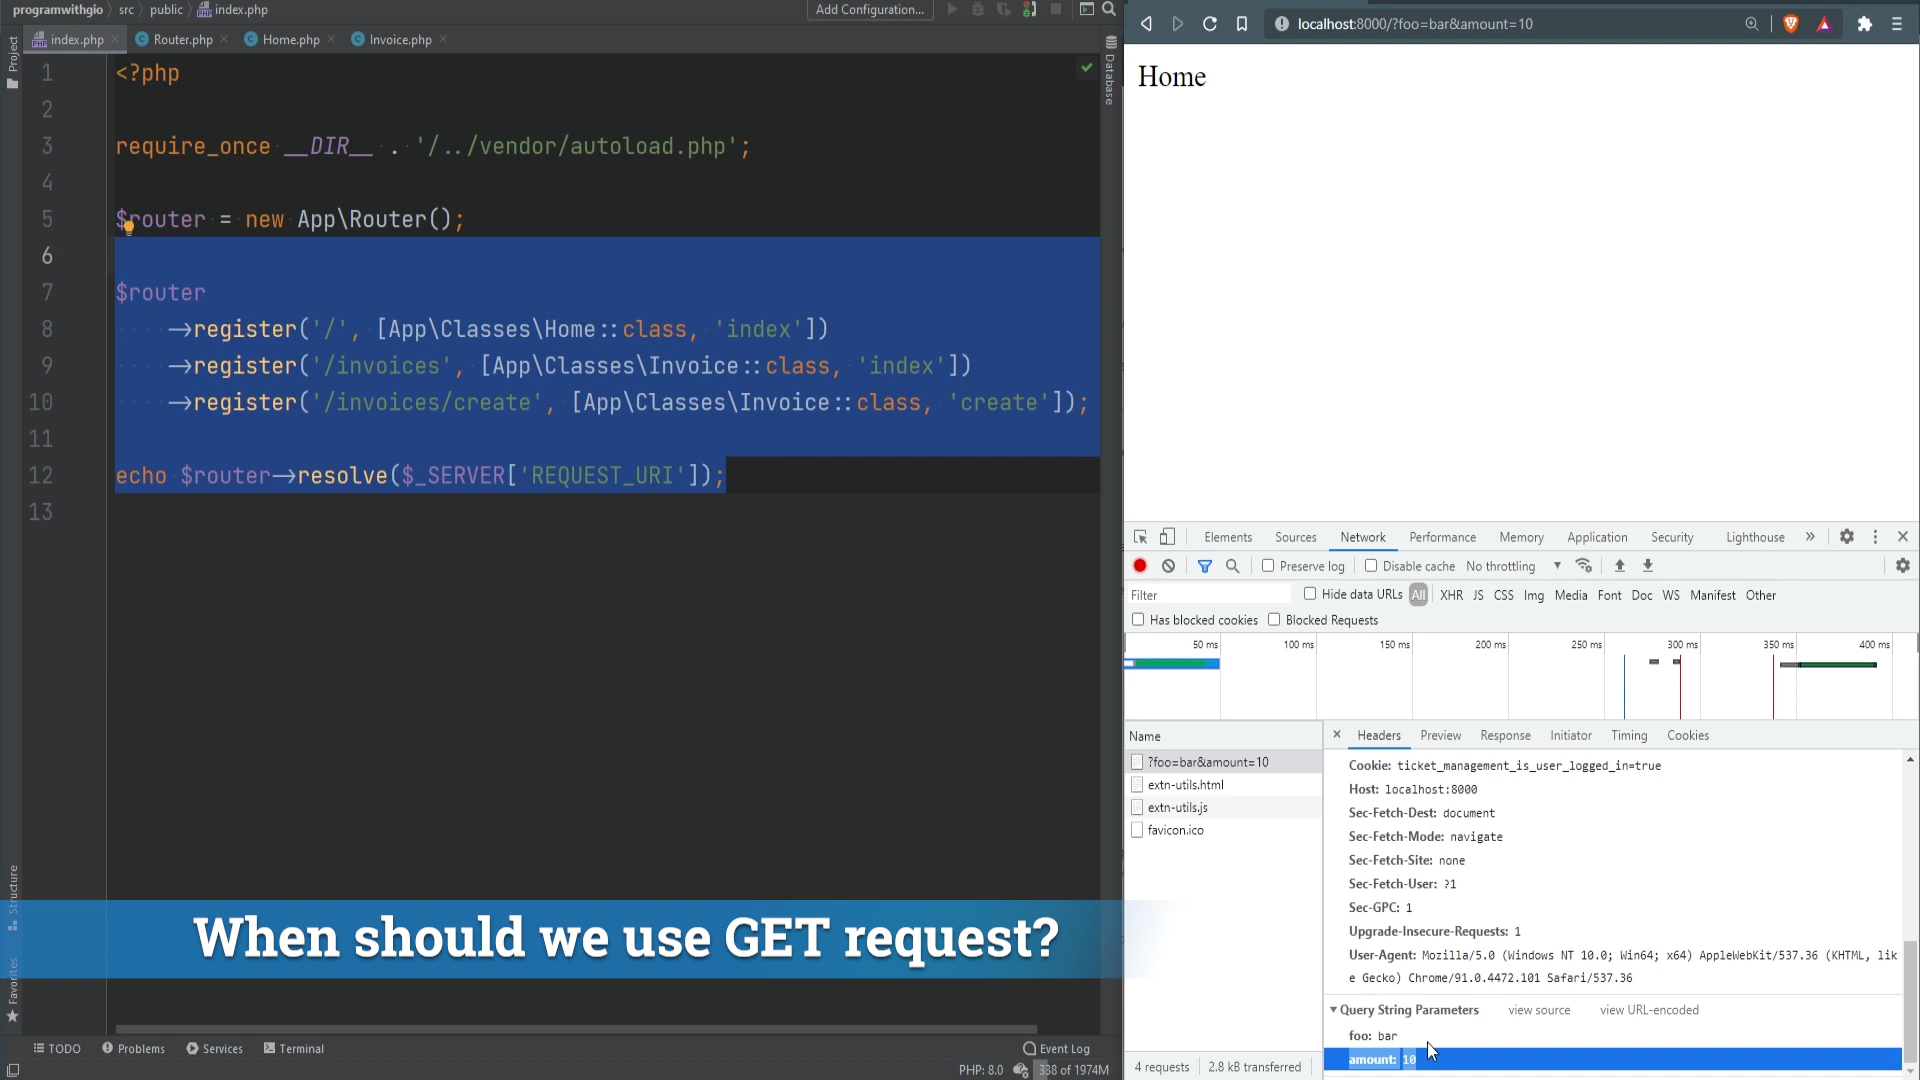 programwithgio 〉 src 〉 public 〉 index.php
Add Configuration...
index.php
Router.php
Home.php
Invoice.php
Project
Database
1 <?php
2
3 require_once __DIR__ . '/../vendor/autoload.php';
4
5 $router = new App\Router();
6
7 $router
8 →register('/', [App\Classes\Home::class, 'index'])
9 →register('/invoices', [App\Classes\Invoice::class, 'index'])
10 →register('/invoices/create', [App\Classes\Invoice::class, 'create']);
11
12 echo $router→resolve($_SERVER['REQUEST_URI']);
13
Structure
Favorites
When should we use GET request?
TODO
Problems
Services
Terminal
Event Log
PHP: 8.0
338 of 1974M
localhost:8000/?foo=bar&amount=10
Home
Elements Sources Network Performance Memory Application Security Lighthouse »
Preserve log Disable cache No throttling
Filter
Hide data URLs All XHR JS CSS Img Media Font Doc WS Manifest Other
Has blocked cookies Blocked Requests
50 ms 100 ms 150 ms 200 ms 250 ms 300 ms 350 ms 400 ms
Name
?foo=bar&amount=10
extn-utils.html
extn-utils.js
favicon.ico
4 requests 2.8 kB transferred
× Headers Preview Response Initiator Timing Cookies
Cookie: ticket_management_is_user_logged_in=true
Host: localhost:8000
Sec-Fetch-Dest: document
Sec-Fetch-Mode: navigate
Sec-Fetch-Site: none
Sec-Fetch-User: ?1
Sec-GPC: 1
Upgrade-Insecure-Requests: 1
User-Agent: Mozilla/5.0 (Windows NT 10.0; Win64; x64) AppleWebKit/537.36 (KHTML, lik
e Gecko) Chrome/91.0.4472.101 Safari/537.36
Query String Parameters view source view URL-encoded
foo: bar
amount: 10